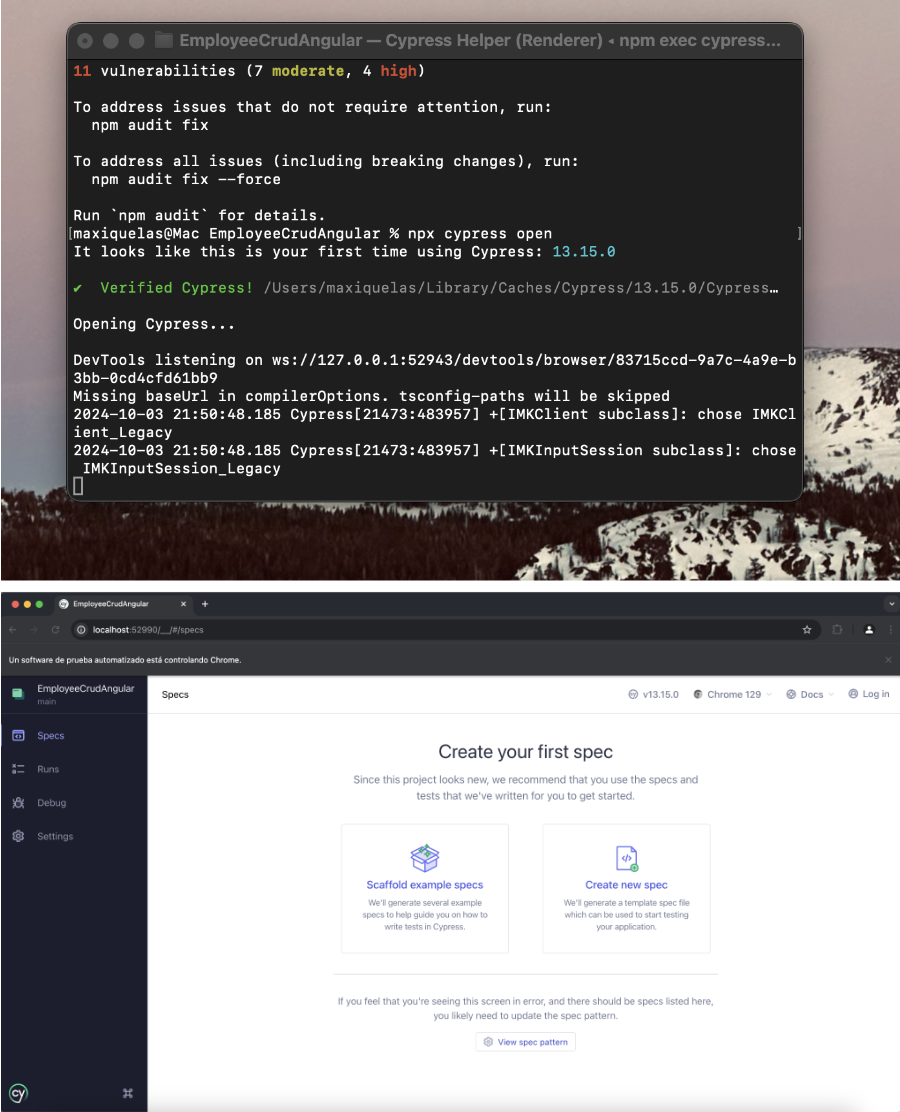 EmployeeCrudAngular — Cypress Helper (Renderer) ◂ npm exec cypress...
11 vulnerabilities (7 moderate, 4 high)
To address issues that do not require attention, run:
npm audit fix
To address all issues (including breaking changes), run:
npm audit fix --force
Run `npm audit` for details.
[maxiquelas@Mac EmployeeCrudAngular % npx cypress open ]
It looks like this is your first time using Cypress: 13.15.0
✔ Verified Cypress! /Users/maxiquelas/Library/Caches/Cypress/13.15.0/Cypress…
Opening Cypress...
DevTools listening on ws://127.0.0.1:52943/devtools/browser/83715ccd-9a7c-4a9e-b
3bb-0cd4cfd61bb9
Missing baseUrl in compilerOptions. tsconfig-paths will be skipped
2024-10-03 21:50:48.185 Cypress[21473:483957] +[IMKClient subclass]: chose IMKCl
ient_Legacy
2024-10-03 21:50:48.185 Cypress[21473:483957] +[IMKInputSession subclass]: chose
IMKInputSession_Legacy
EmployeeCrudAngular
localhost:52990/__/#/specs
Un software de prueba automatizado está controlando Chrome.
EmployeeCrudAngular
main
Specs
Runs
Debug
Settings
cy
Specs
v13.15.0 Chrome 129 Docs Log in
Create your first spec
Since this project looks new, we recommend that you use the specs and
tests that we've written for you to get started.
Scaffold example specs
We'll generate several example
specs to help guide you on how to
write tests in Cypress.
Create new spec
We'll generate a template spec file
which can be used to start testing
your application.
If you feel that you're seeing this screen in error, and there should be specs listed here,
you likely need to update the spec pattern.
View spec pattern